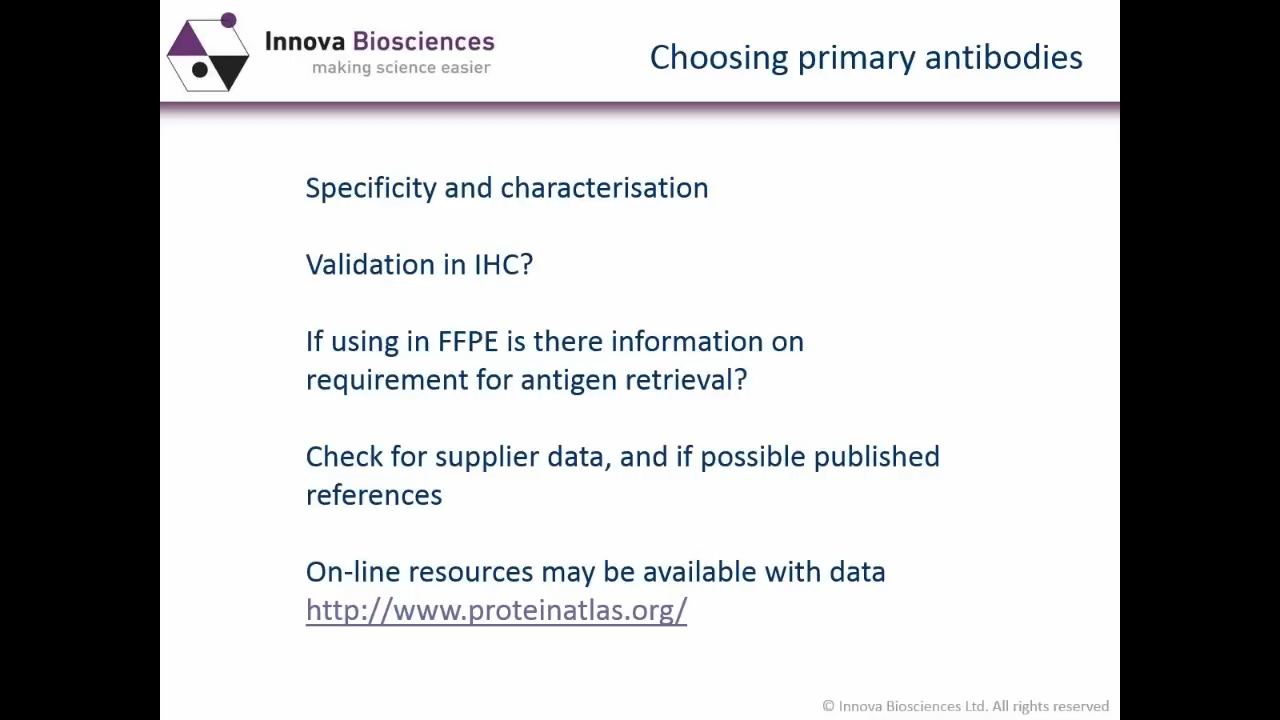 Innova Biosciences
making science easier
Choosing primary antibodies
Specificity and characterisation
Validation in IHC?
If using in FFPE is there information on
requirement for antigen retrieval?
Check for supplier data, and if possible published
references
On-line resources may be available with data
http://www.proteinatlas.org/
© Innova Biosciences Ltd. All rights reserved